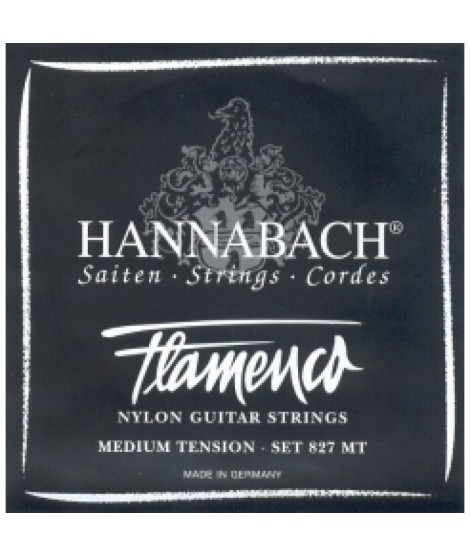 HANNABACH®
Saiten · Strings · Cordes
Flamenco
NYLON GUITAR STRINGS
MEDIUM TENSION · SET 827 MT
MADE IN GERMANY